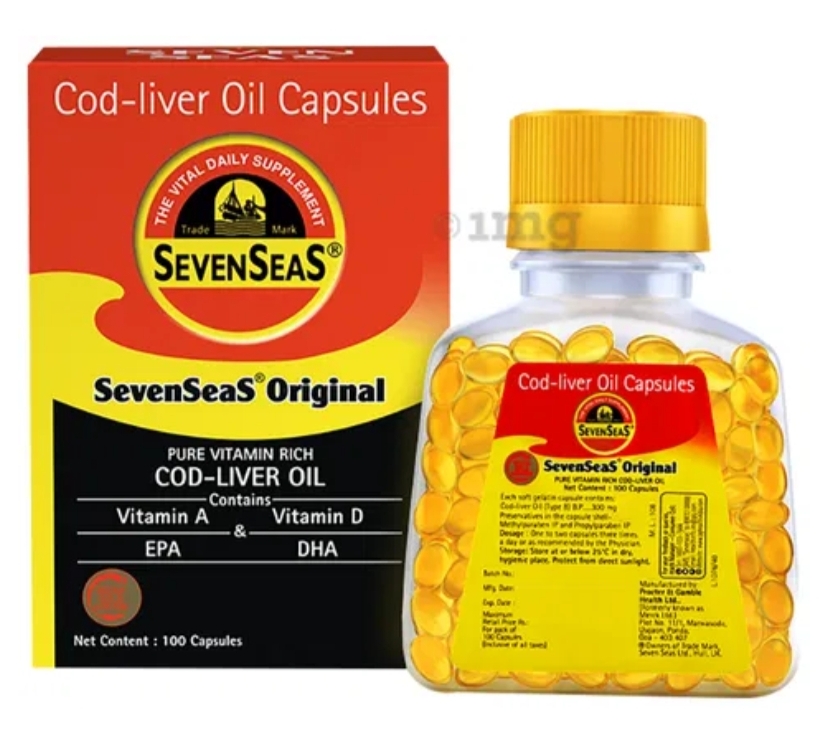 SEVEN SEAS
Cod-liver Oil Capsules
THE VITAL DAILY SUPPLEMENT
Trade Mark
SEVENSEAS®
SevenSeaS® Original
PURE VITAMIN RICH
COD-LIVER OIL
Contains
Vitamin A Vitamin D
&
EPA DHA
Net Content : 100 Capsules
© 1mg
Cod-liver Oil Capsules
SEVENSEAS
SevenSeaS® Original
PURE VITAMIN RICH COD-LIVER OIL
Net Content : 100 Capsules
Each soft gelatin capsule contains:
Cod-liver Oil (Type B) B.P....300 mg
Preservatives in the capsule shell-
Methylparaben IP and Propylparaben IP
Dosage : One to two capsules three times
a day or as recommended by the Physician.
Storage: Store at or below 25°C in dry,
hygiene place. Protect from direct sunlight.
Batch No.:
Mfg. Date:
Exp. Date :
Maximum
Retail Price Rs.:
For pack of
100 Capsules
(Inclusive of all taxes)
Manufactured by
Procter & Gamble
Health Ltd.,
(formerly known as
Merck Ltd.)
Plot No. 11/1, Marvasodo,
Usgaon, Ponda,
Goa - 403 407
® Owners of Trade Mark,
Seven Seas Ltd., Hull, UK.